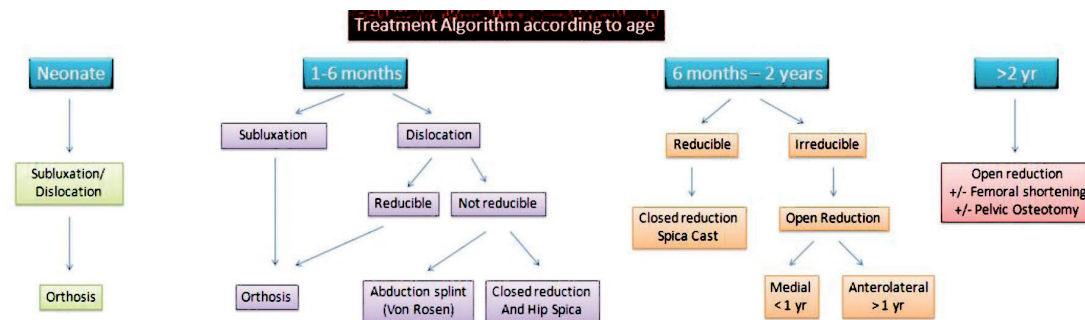 Treatment Algorithm according to age
Neonate
1-6 months
6 months – 2 years
>2 yr
Subluxation
Dislocation
Reducible
Irreducible
Subluxation/
Dislocation
Open reduction
+/- Femoral shortening
+/- Pelvic Osteotomy
Reducible
Not reducible
Closed reduction
Spica Cast
Open Reduction
Orthosis
Orthosis
Abduction splint
(Von Rosen)
Closed reduction
And Hip Spica
Medial
<1 yr
Anterolateral
>1 yr